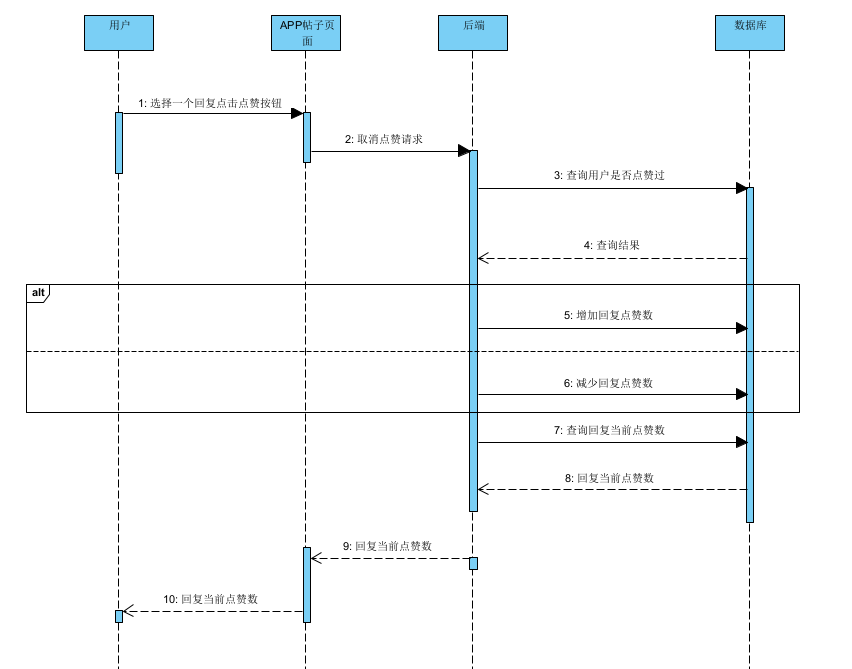 用户
APP帖子页
面
后端
数据库
1: 选择一个回复点击点赞按钮
2: 取消点赞请求
3: 查询用户是否点赞过
4: 查询结果
alt
5: 增加回复点赞数
6: 减少回复点赞数
7: 查询回复当前点赞数
8: 回复当前点赞数
9: 回复当前点赞数
10: 回复当前点赞数